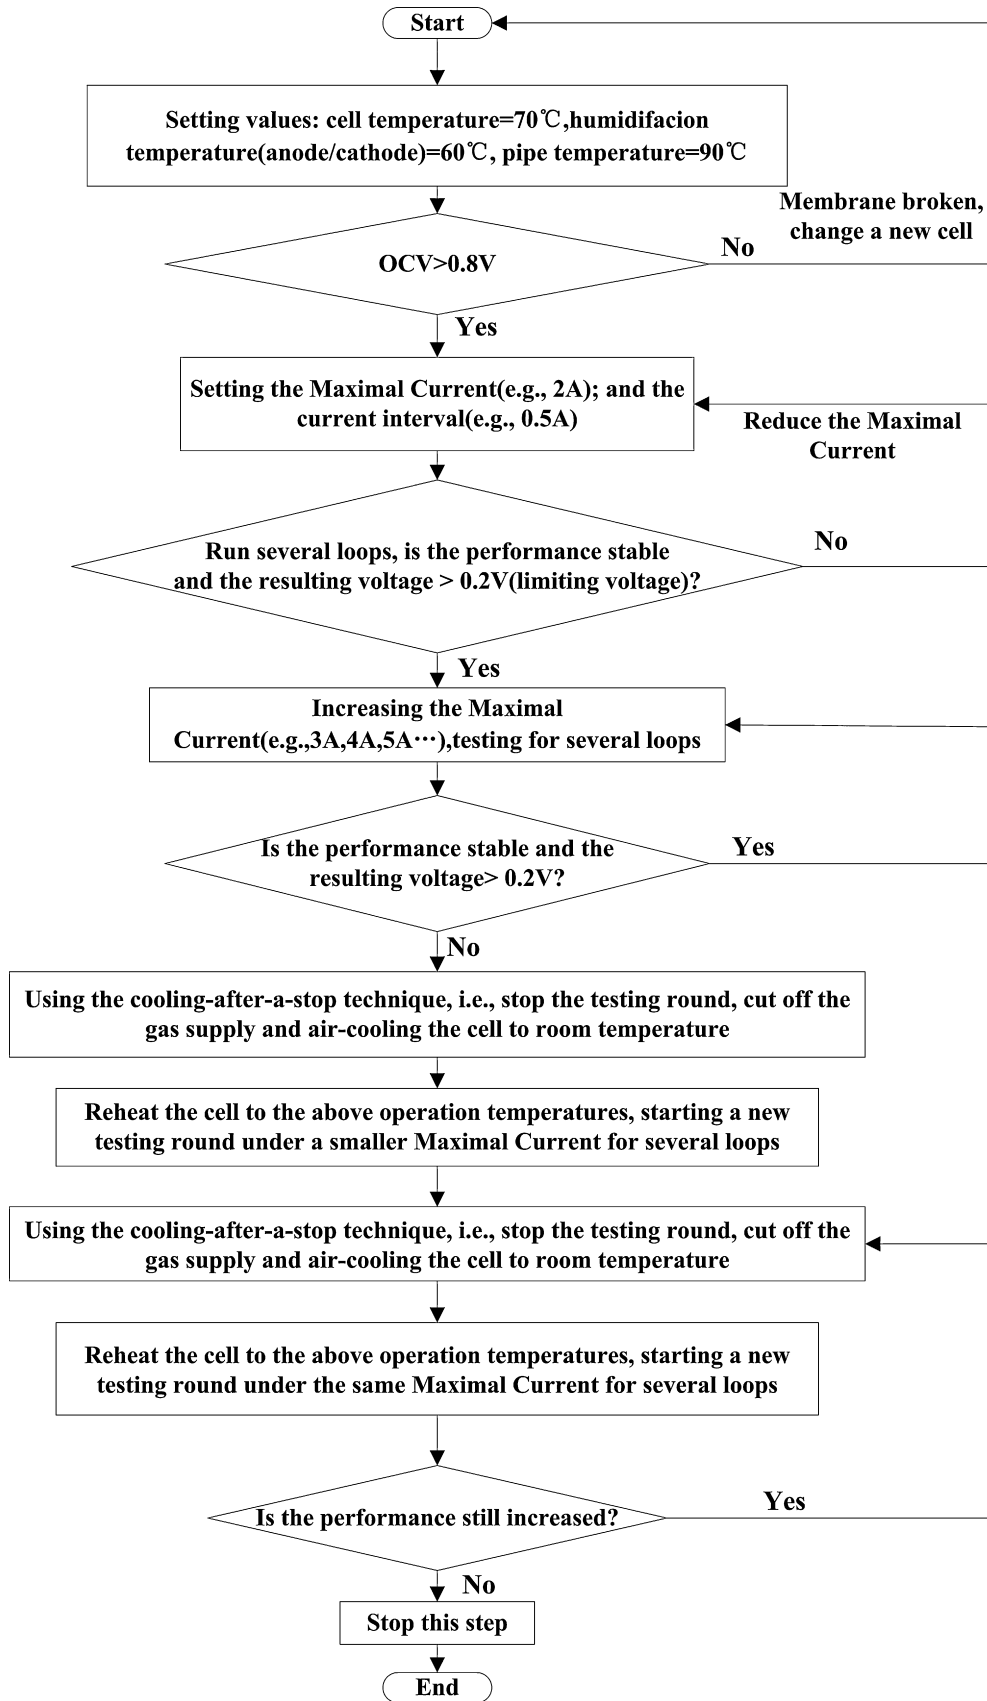 Start
Setting values: cell temperature=70℃,humidifacion
temperature(anode/cathode)=60℃, pipe temperature=90℃
Membrane broken,
change a new cell
OCV>0.8V
No
Yes
Setting the Maximal Current(e.g., 2A); and the
current interval(e.g., 0.5A)
Reduce the Maximal
Current
Run several loops, is the performance stable
and the resulting voltage > 0.2V(limiting voltage)?
No
Yes
Increasing the Maximal
Current(e.g.,3A,4A,5A⋯),testing for several loops
Is the performance stable and the
resulting voltage> 0.2V?
Yes
No
Using the cooling-after-a-stop technique, i.e., stop the testing round, cut off the
gas supply and air-cooling the cell to room temperature
Reheat the cell to the above operation temperatures, starting a new
testing round under a smaller Maximal Current for several loops
Using the cooling-after-a-stop technique, i.e., stop the testing round, cut off the
gas supply and air-cooling the cell to room temperature
Reheat the cell to the above operation temperatures, starting a new
testing round under the same Maximal Current for several loops
Is the performance still increased?
Yes
No
Stop this step
End